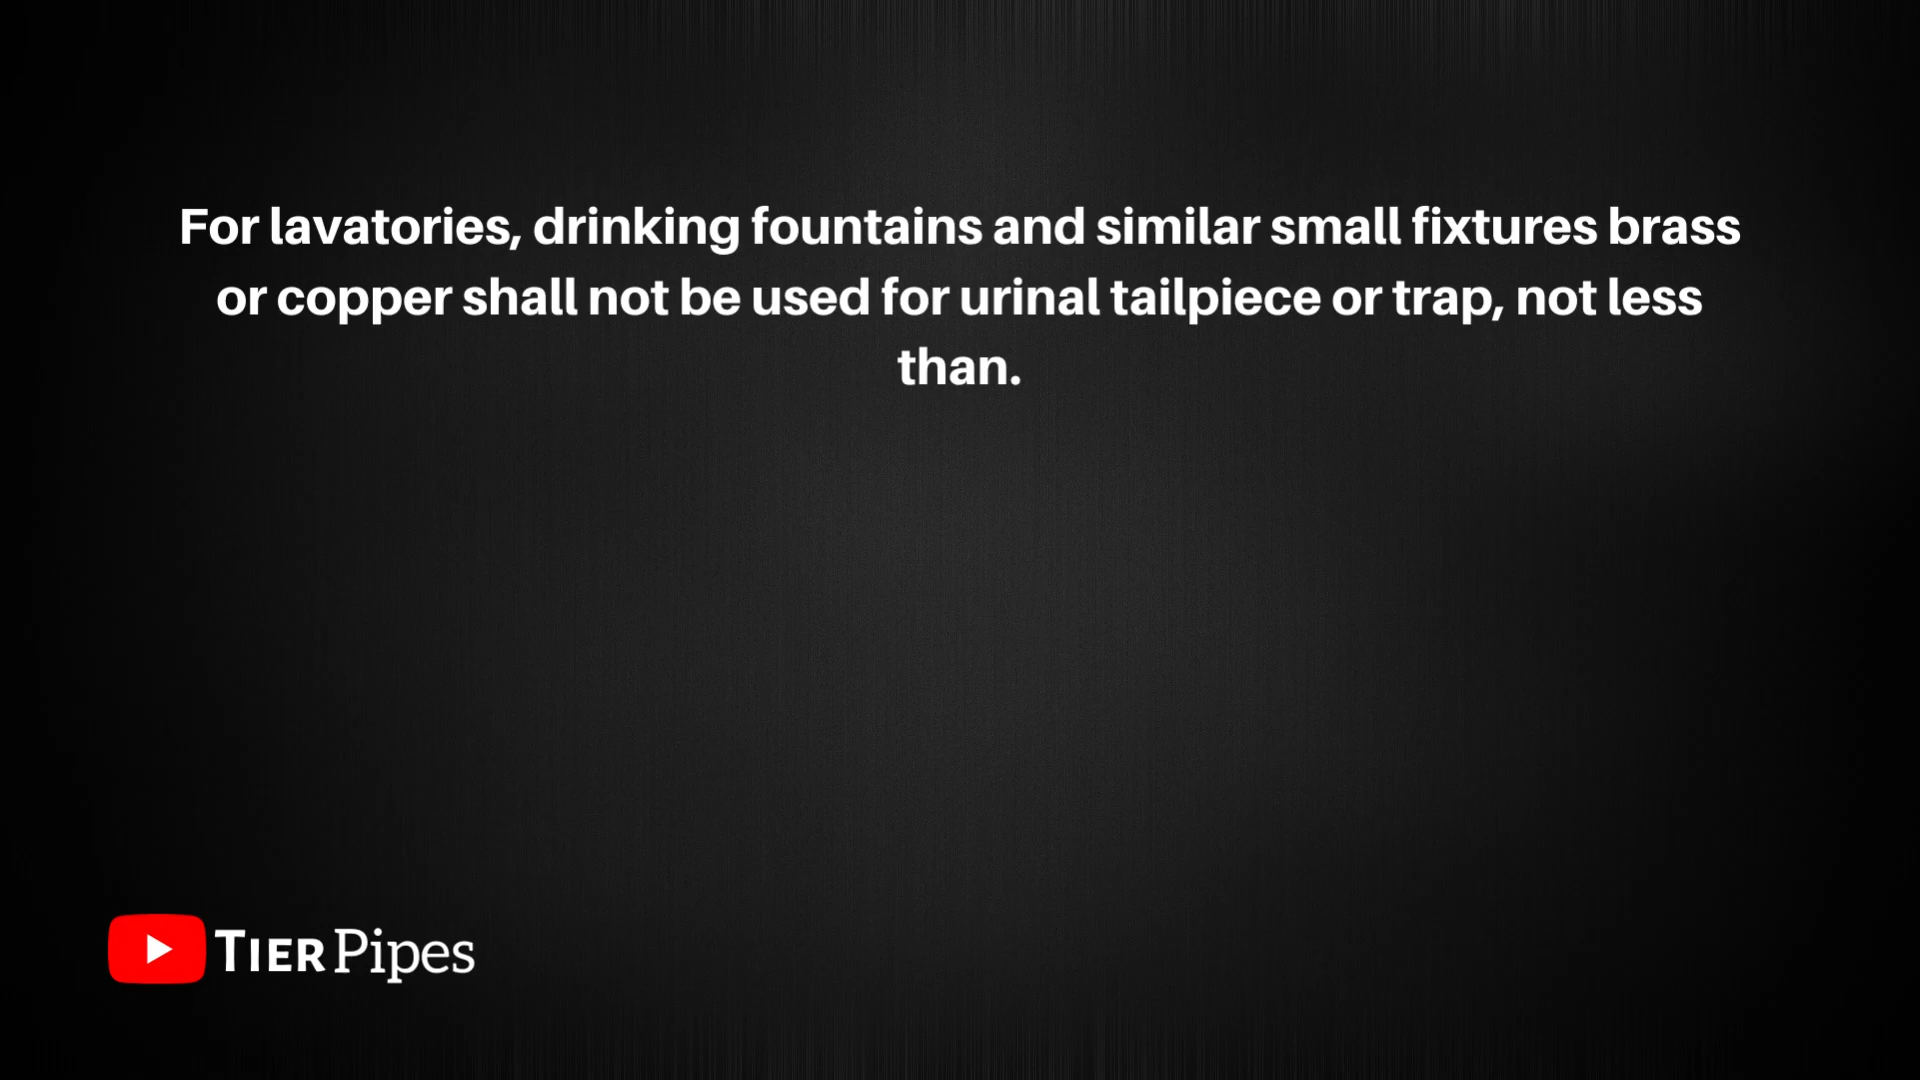 For lavatories, drinking fountains and similar small fixtures brass
or copper shall not be used for urinal tailpiece or trap, not less
than.
TIER Pipes